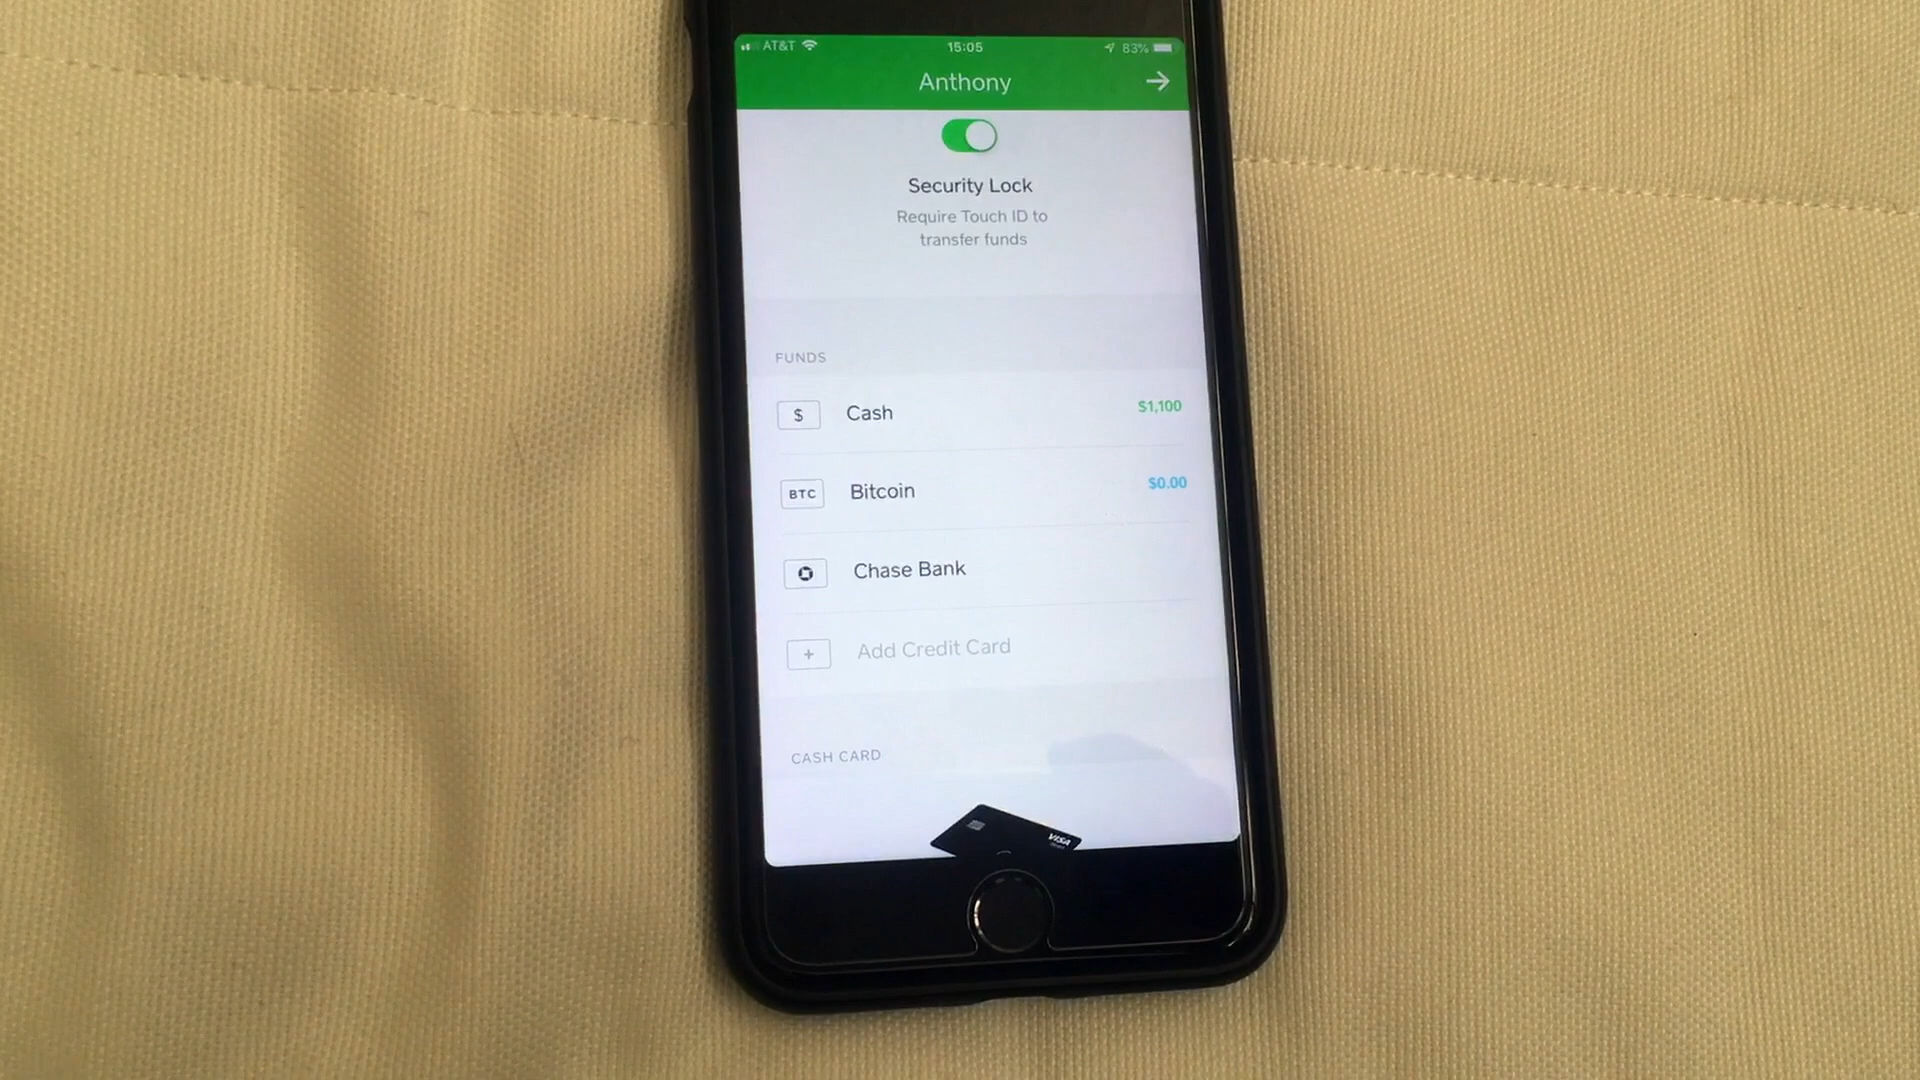 AT&T 15:05 83%
Anthony
Security Lock
Require Touch ID to
transfer funds
FUNDS
$ Cash $1,100
BTC Bitcoin $0.00
Chase Bank
+ Add Credit Card
CASH CARD
VISA